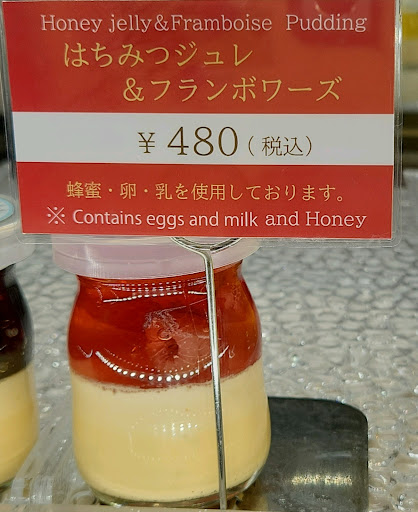 Honey jelly&Framboise Pudding
はちみつジュレ
&フランボワーズ
¥ 480 ( 税込)
蜂蜜・卵・乳を使用しております。
※ Contains eggs and milk and Honey